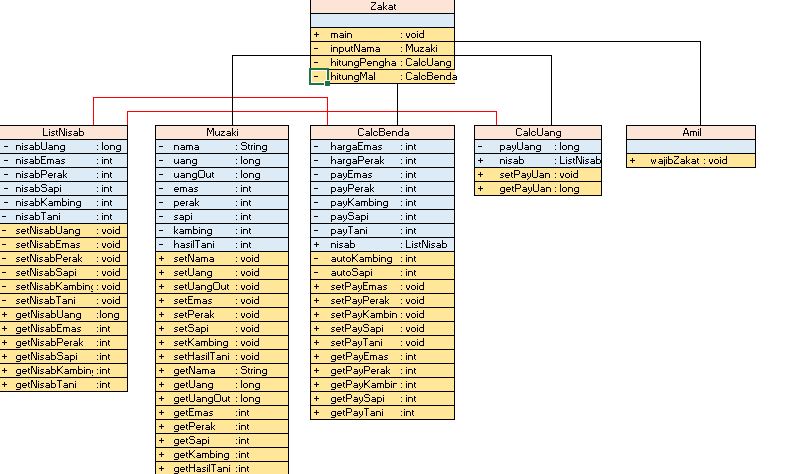 Zakat
+ main : void
- inputNama : Muzaki
- hitungPengha : CalcUang
- hitungMal : CalcBenda
ListNisab
- nisabUang : long
- nisabEmas : int
- nisabPerak : int
- nisabSapi : int
- nisabKambing : int
- nisabTani : int
- setNisabUang : void
- setNisabEmas : void
- setNisabPerak : void
- setNisabSapi : void
- setNisabKambing : void
- setNisabTani : void
+ getNisabUang :long
+ getNisabEmas :int
+ getNisabPerak :int
+ getNisabSapi :int
+ getNisabKambing :int
+ getNisabTani :int
Muzaki
- nama : String
- uang : long
- uangOut : long
- emas : int
- perak : int
- sapi : int
- kambing : int
- hasilTani : int
+ setNama : void
+ setUang : void
+ setUangOut : void
+ setEmas : void
+ setPerak : void
+ setSapi : void
+ setKambing : void
+ setHasilTani : void
+ getNama : String
+ getUang : long
+ getUangOut : long
+ getEmas :int
+ getPerak :int
+ getSapi :int
+ getKambing :int
+ getHasilTani :int
CalcBenda
- hargaEmas : int
- hargaPerak : int
- payEmas : int
- payPerak : int
- payKambing : int
- paySapi : int
- payTani : int
+ nisab : ListNisab
- autoKambing : int
- autoSapi : int
+ setPayEmas : void
+ setPayPerak : void
+ setPayKambin : void
+ setPaySapi : void
+ setPayTani : void
+ getPayEmas : int
+ getPayPerak : int
+ getPayKambin : int
+ getPaySapi : int
+ getPayTani :int
CalcUang
- payUang : long
+ nisab : ListNisab
+ setPayUan : void
+ getPayUan : long
Amil
+ wajibZakat : void